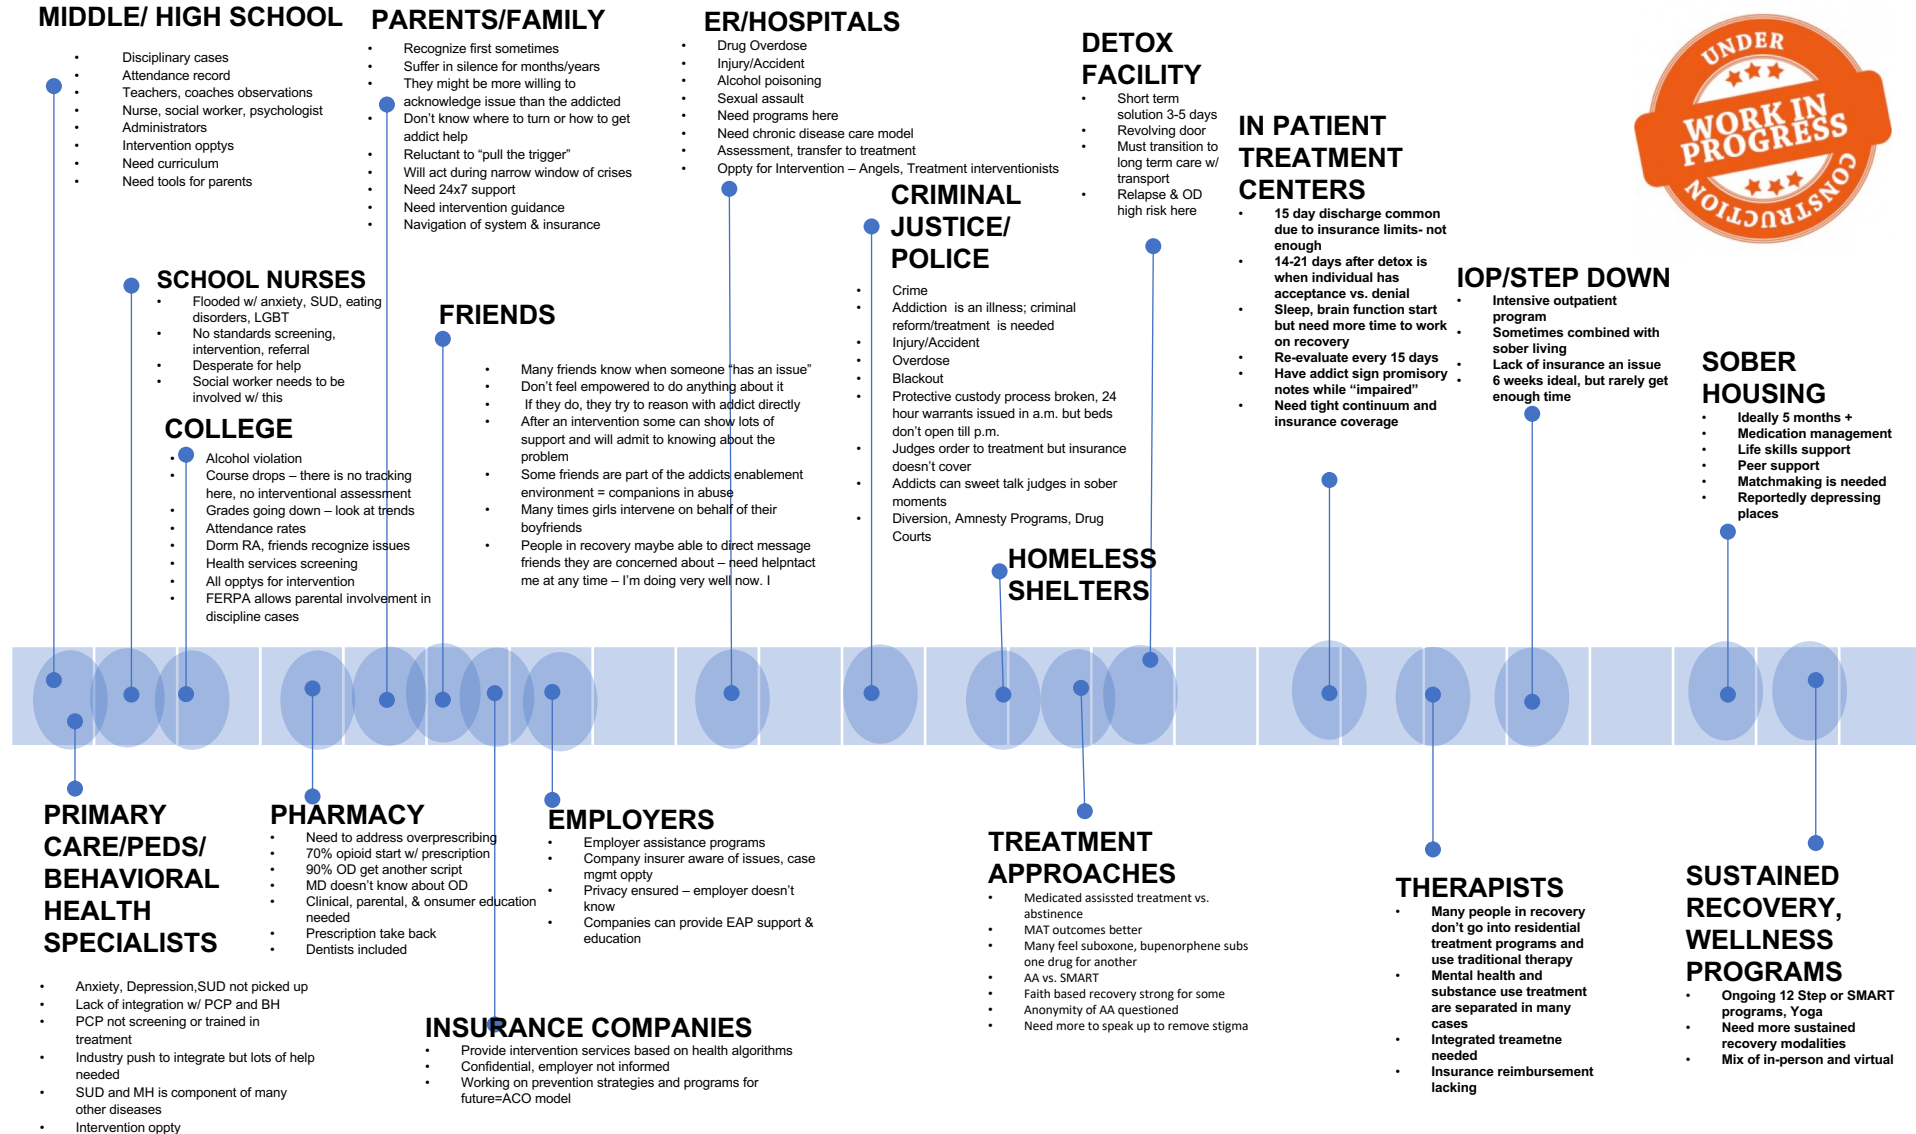 MIDDLE/ HIGH SCHOOL
Disciplinary cases
Attendance record
Teachers, coaches observations
Nurse, social worker, psychologist
Administrators
Intervention opptys
Need curriculum
Need tools for parents
PARENTS/FAMILY
Recognize first sometimes
Suffer in silence for months/years
They might be more willing to
acknowledge issue than the addicted
Don't know where to turn or how to get
addict help
Reluctant to “pull the trigger”
Will act during narrow window of crises
Need 24x7 support
Need intervention guidance
Navigation of system & insurance
ER/HOSPITALS
Drug Overdose
Injury/Accident
Alcohol poisoning
Sexual assault
Need programs here
Need chronic disease care model
Assessment, transfer to treatment
Oppty for Intervention – Angels, Treatment interventionists
DETOX
FACILITY
Short term
solution 3-5 days
Revolving door
Must transition to
long term care w/
transport
Relapse & OD
high risk here
UNDER
WORK IN
PROGRESS
CONSTRUCTION
IN PATIENT
TREATMENT
CENTERS
15 day discharge common
due to insurance limits- not
enough
14-21 days after detox is
when individual has
acceptance vs. denial
Sleep, brain function start
but need more time to work
on recovery
Re-evaluate every 15 days
Have addict sign promisory
notes while “impaired”
Need tight continuum and
insurance coverage
CRIMINAL
JUSTICE/
POLICE
Crime
Addiction is an illness; criminal
reform/treatment is needed
Injury/Accident
Overdose
Blackout
Protective custody process broken, 24
hour warrants issued in a.m. but beds
don't open till p.m.
Judges order to treatment but insurance
doesn't cover
Addicts can sweet talk judges in sober
moments
Diversion, Amnesty Programs, Drug
Courts
SCHOOL NURSES
Flooded w/ anxiety, SUD, eating
disorders, LGBT
No standards screening,
intervention, referral
Desperate for help
Social worker needs to be
involved w/ this
FRIENDS
Many friends know when someone “has an issue”
Don't feel empowered to do anything about it
If they do, they try to reason with addict directly
After an intervention some can show lots of
support and will admit to knowing about the
problem
Some friends are part of the addicts enablement
environment = companions in abuse
Many times girls intervene on behalf of their
boyfriends
People in recovery maybe able to direct message
friends they are concerned about – need helpntact
me at any time – I'm doing very well now. I
IOP/STEP DOWN
Intensive outpatient
program
Sometimes combined with
sober living
Lack of insurance an issue
6 weeks ideal, but rarely get
enough time
SOBER
HOUSING
Ideally 5 months +
Medication management
Life skills support
Peer support
Matchmaking is needed
Reportedly depressing
places
COLLEGE
Alcohol violation
Course drops – there is no tracking
here, no interventional assessment
Grades going down – look at trends
Attendance rates
Dorm RA, friends recognize issues
Health services screening
All opptys for intervention
FERPA allows parental involvement in
discipline cases
HOMELESS
SHELTERS
PRIMARY
CARE/PEDS/
BEHAVIORAL
HEALTH
SPECIALISTS
Anxiety, Depression,SUD not picked up
Lack of integration w/ PCP and BH
PCP not screening or trained in
treatment
Industry push to integrate but lots of help
needed
SUD and MH is component of many
other diseases
Intervention oppty
PHARMACY
Need to address overprescribing
70% opioid start w/ prescription
90% OD get another script
MD doesn't know about OD
Clinical, parental, & onsumer education
needed
Prescription take back
Dentists included
EMPLOYERS
Employer assistance programs
Company insurer aware of issues, case
mgmt oppty
Privacy ensured – employer doesn't
know
Companies can provide EAP support &
education
INSURANCE COMPANIES
Provide intervention services based on health algorithms
Confidential, employer not informed
Working on prevention strategies and programs for
future=ACO model
TREATMENT
APPROACHES
Medicated assissted treatment vs.
abstinence
MAT outcomes better
Many feel suboxone, bupenorphene subs
one drug for another
AA vs. SMART
Faith based recovery strong for some
Anonymity of AA questioned
Need more to speak up to remove stigma
THERAPISTS
Many people in recovery
don't go into residential
treatment programs and
use traditional therapy
Mental health and
substance use treatment
are separated in many
cases
Integrated treametne
needed
Insurance reimbursement
lacking
SUSTAINED
RECOVERY,
WELLNESS
PROGRAMS
Ongoing 12 Step or SMART
programs, Yoga
Need more sustained
recovery modalities
Mix of in-person and virtual